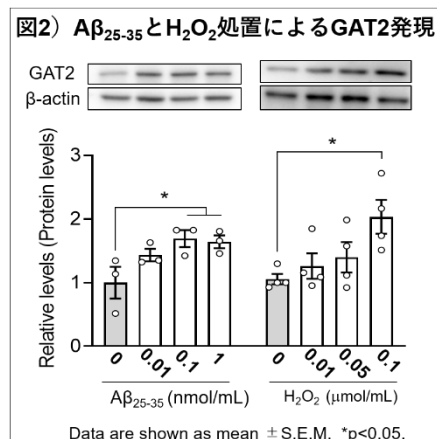 図2）Aβ25-35とH2O2処置によるGAT2発現
GAT2
β-actin
Relative levels (Protein levels)
3
2
1
0
*
*
0 0.01 0.1 1 0 0.01 0.05 0.1
Aβ25-35 (nmol/mL) H2O2 (μmol/mL)
Data are shown as mean ±S.E.M. *p<0.05.